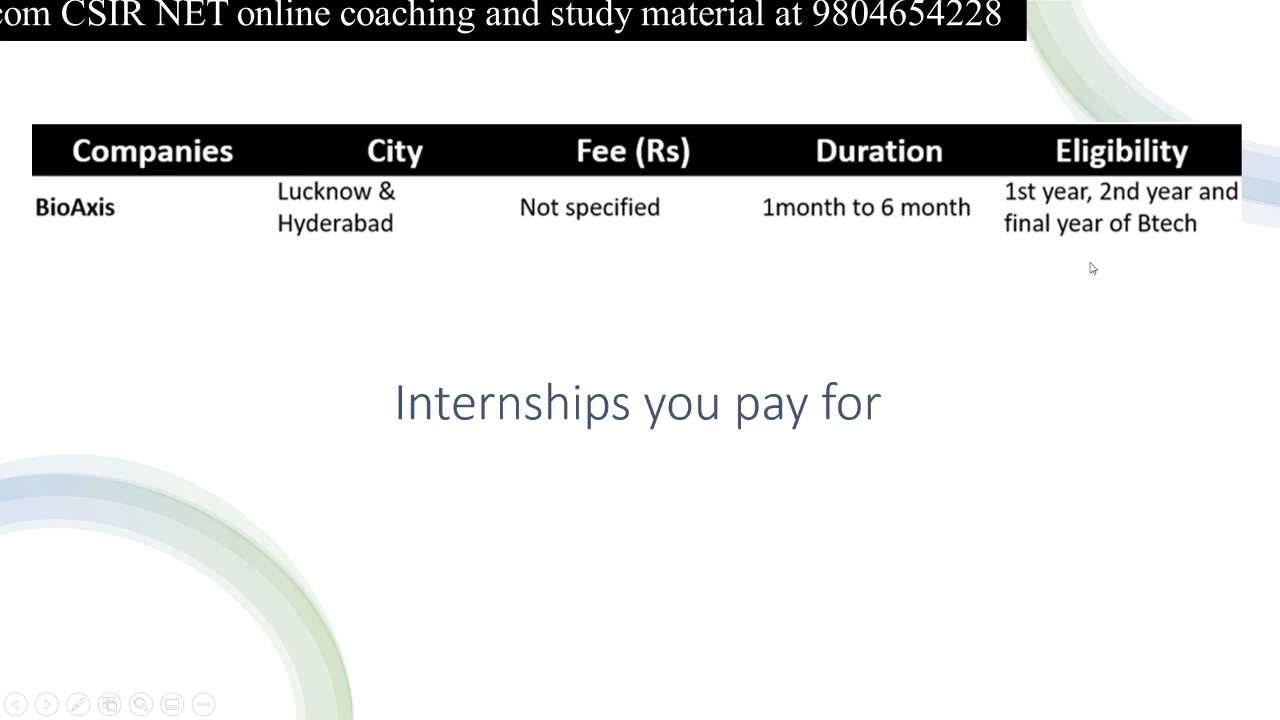 com CSIR NET online coaching and study material at 9804654228
Companies City Fee (Rs) Duration Eligibility
BioAxis Lucknow & Hyderabad Not specified 1month to 6 month 1st year, 2nd year and final year of Btech
Internships you pay for